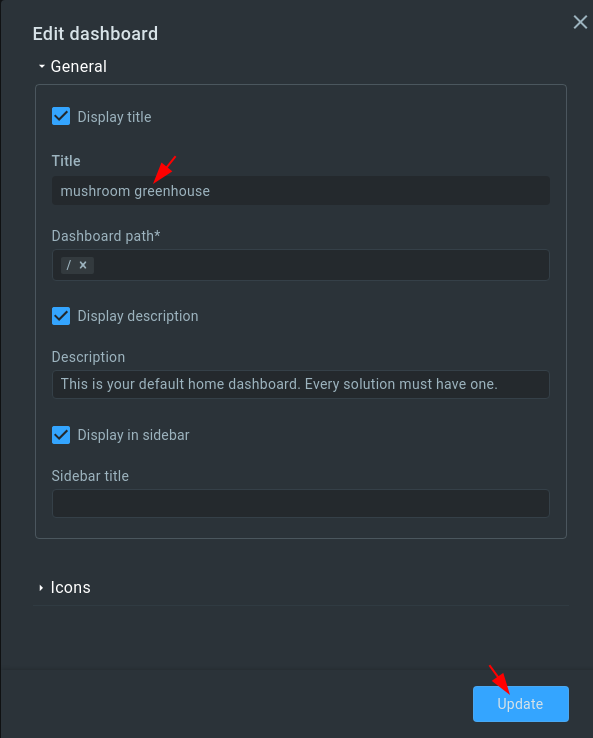 Edit dashboard
General
Display title
Title
mushroom greenhouse
Dashboard path*
/ ×
Display description
Description
This is your default home dashboard. Every solution must have one.
Display in sidebar
Sidebar title
Icons
Update